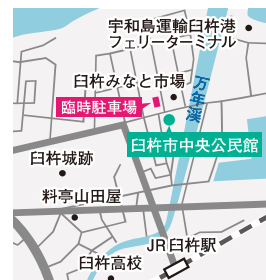 宇和島運輸臼杵港
フェリーターミナル
臼杵みなと市場
臨時駐車場
万年渓
臼杵市中央公民館
臼杵城跡
料亭山田屋
JR臼杵駅
臼杵高校